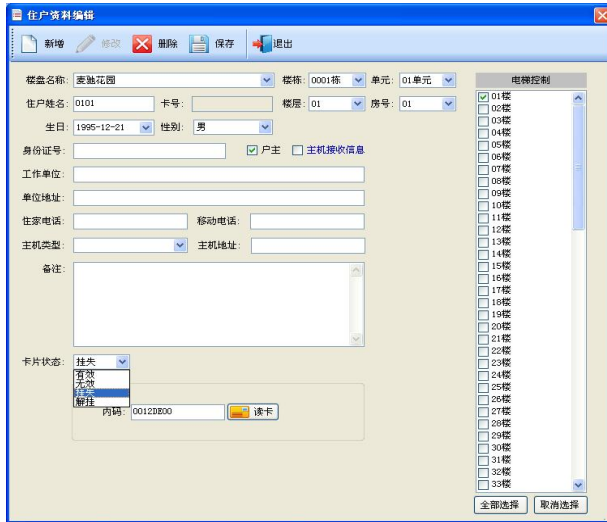 住户资料编辑
新增 修改 删除 保存 退出
楼盘名称: 麦驰花园 楼栋: 0001栋 单元: 01单元
住户姓名: 0101 卡号: 楼层: 01 房号: 01
生日: 1995-12-21 性别: 男
身份证号: 户主 主机接收信息
工作单位:
单位地址:
住家电话: 移动电话:
主机类型: 主机地址:
备注:
卡片状态: 挂失
有效
无效
挂失
解挂
内码: 0012DE00 读卡
电梯控制
01楼
02楼
03楼
04楼
05楼
06楼
07楼
08楼
09楼
10楼
11楼
12楼
13楼
14楼
15楼
16楼
17楼
18楼
19楼
20楼
21楼
22楼
23楼
24楼
25楼
26楼
27楼
28楼
29楼
30楼
31楼
32楼
33楼
全部选择 取消选择